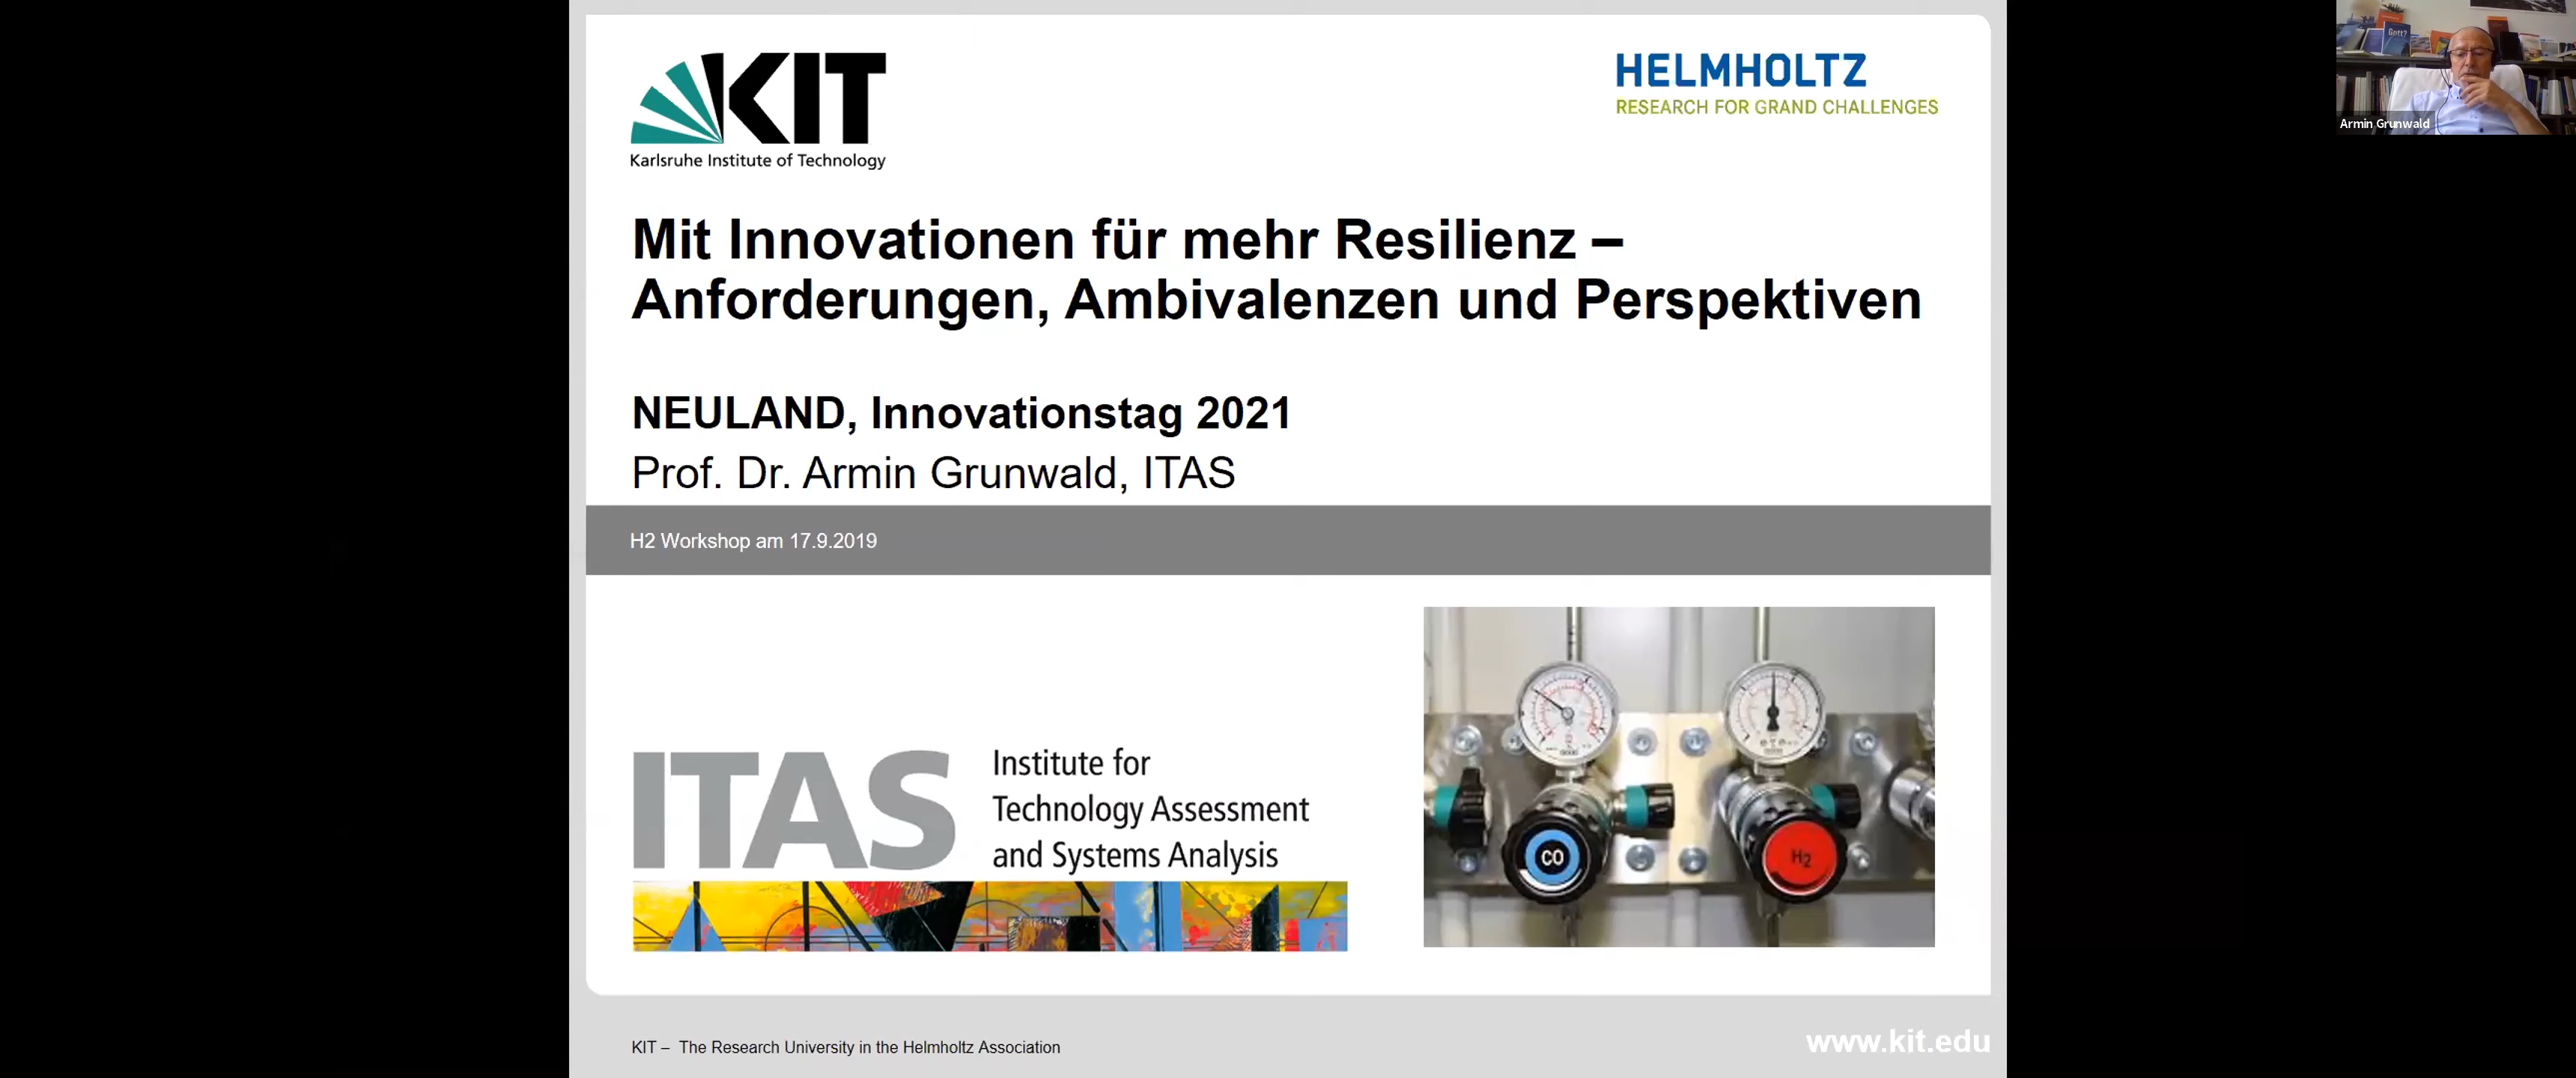 KIT
Karlsruhe Institute of Technology
HELMHOLTZ
RESEARCH FOR GRAND CHALLENGES
Gott?
Armin Grunwald
Mit Innovationen für mehr Resilienz –
Anforderungen, Ambivalenzen und Perspektiven
NEULAND, Innovationstag 2021
Prof. Dr. Armin Grunwald, ITAS
H2 Workshop am 17.9.2019
ITAS
Institute for
Technology Assessment
and Systems Analysis
CO
H2
KIT – The Research University in the Helmholtz Association
www.kit.edu